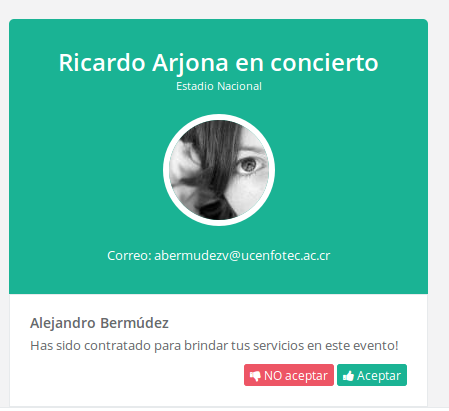 Ricardo Arjona en concierto
Estadio Nacional
Correo: abermudezv@ucenfotec.ac.cr
Alejandro Bermúdez
Has sido contratado para brindar tus servicios en este evento!
NO aceptar Aceptar